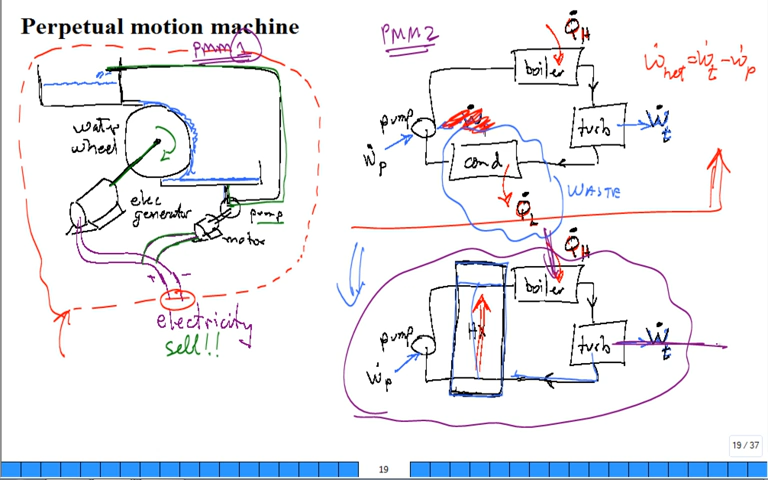 Perpetual motion machine
PMM1
water
wheel
elec
generator
pump
motor
+
-
electricity
sell!!
PMM2
Q̇H
boiler
Ẇnet = Ẇt - Ẇp
pump
turb
Ẇt
Ẇp
cond
WASTE
Q̇L
Q̇H
boiler
pump
HX
turb
Ẇt
Ẇp
19 / 37
19